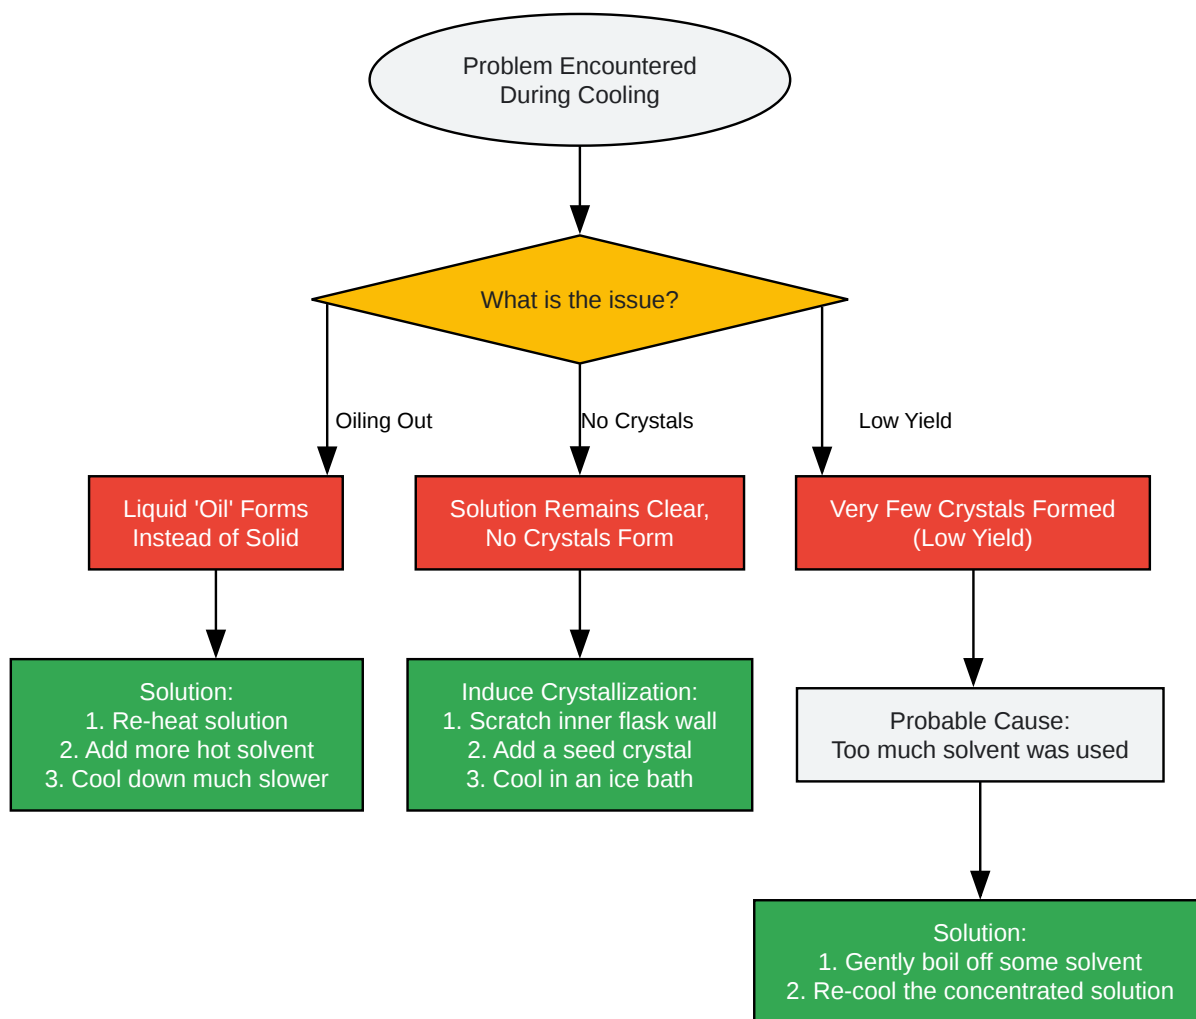 Problem Encountered
During Cooling
What is the issue?
Oiling Out
No Crystals
Low Yield
Liquid 'Oil' Forms
Instead of Solid
Solution Remains Clear,
No Crystals Form
Very Few Crystals Formed
(Low Yield)
Solution:
1. Re-heat solution
2. Add more hot solvent
3. Cool down much slower
Induce Crystallization:
1. Scratch inner flask wall
2. Add a seed crystal
3. Cool in an ice bath
Probable Cause:
Too much solvent was used
Solution:
1. Gently boil off some solvent
2. Re-cool the concentrated solution